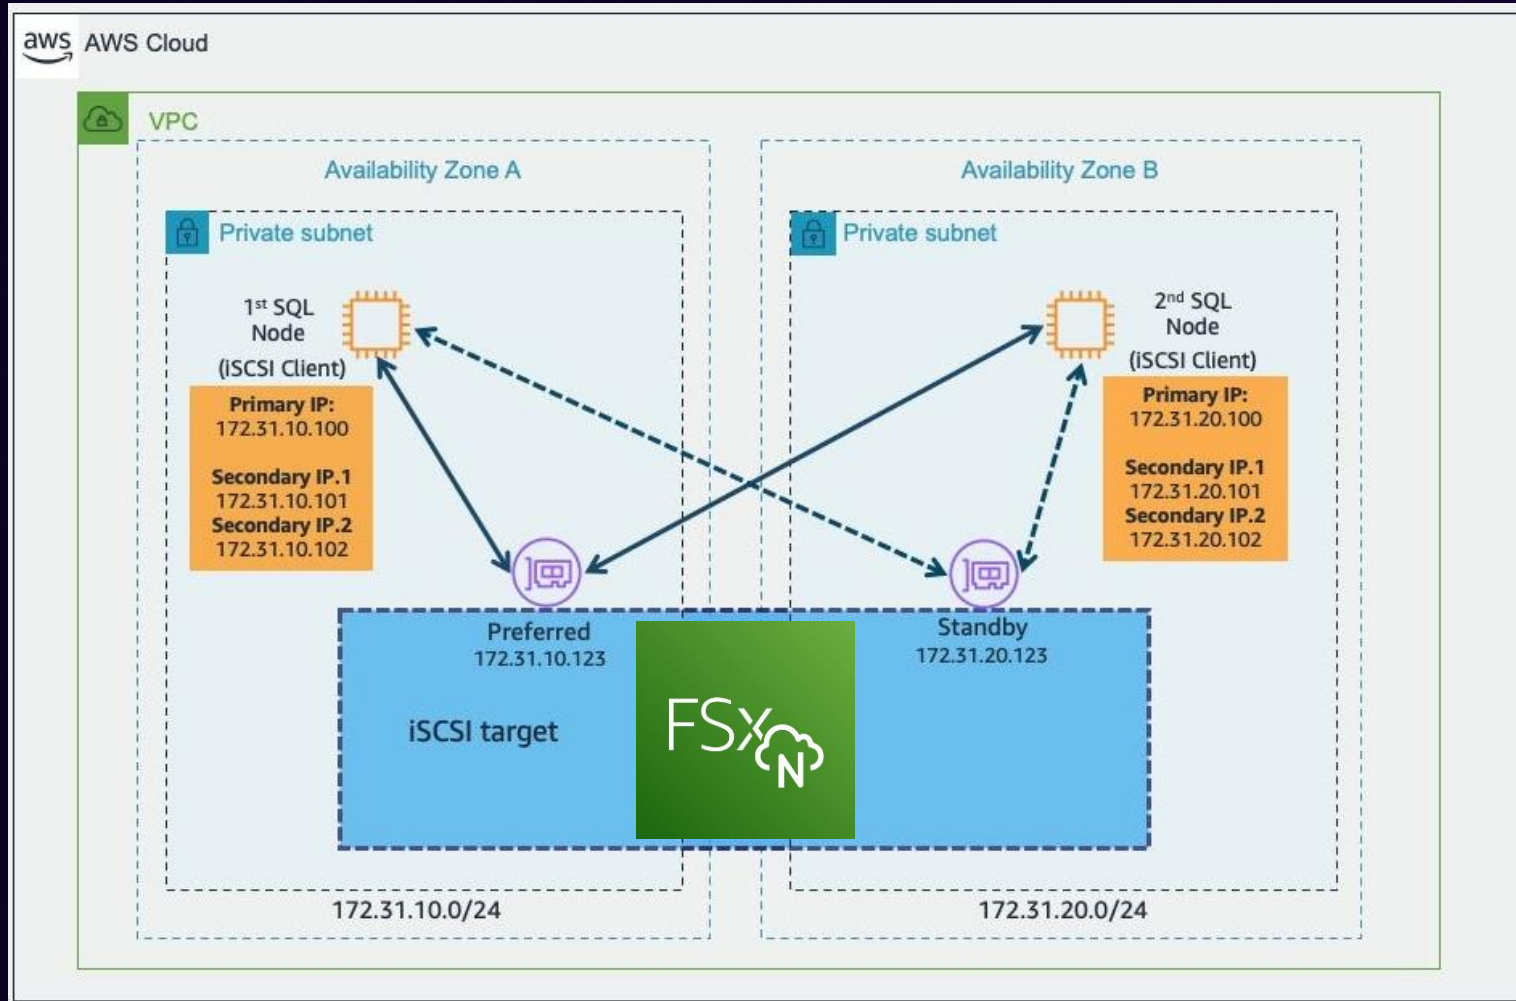 aws AWS Cloud
VPC
Availability Zone A
Private subnet
1st SQL
Node
(iSCSI Client)
Primary IP:
172.31.10.100
Secondary IP.1
172.31.10.101
Secondary IP.2
172.31.10.102
Availability Zone B
Private subnet
2nd SQL
Node
(iSCSI Client)
Primary IP:
172.31.20.100
Secondary IP.1
172.31.20.101
Secondary IP.2
172.31.20.102
Preferred
172.31.10.123
Standby
172.31.20.123
iSCSI target
FSx
N
172.31.10.0/24
172.31.20.0/24